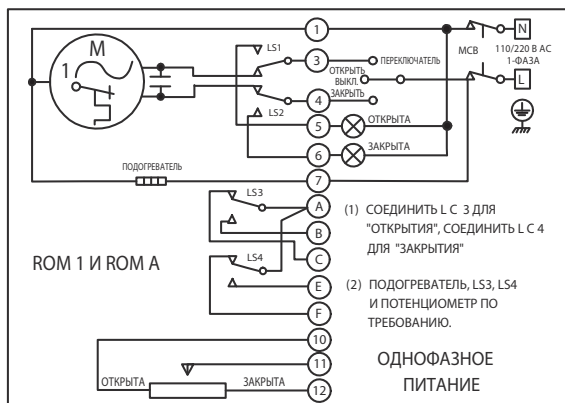 M
1
LS1
LS2
1
3
4
5
6
7
ПЕРЕКЛЮЧАТЕЛЬ
ОТКРЫТЬ
ВЫКЛ.
ЗАКРЫТЬ
ОТКРЫТА
ЗАКРЫТА
МСВ
N
L
110/220 В АС
1-ФАЗА
ПОДОГРЕВАТЕЛЬ
LS3
LS4
A
B
C
E
F
10
11
12
ROM 1 И ROM A
(1) СОЕДИНИТЬ L С 3 ДЛЯ
"ОТКРЫТИЯ", СОЕДИНИТЬ L С 4
ДЛЯ "ЗАКРЫТИЯ"
(2) ПОДОГРЕВАТЕЛЬ, LS3, LS4
И ПОТЕНЦИОМЕТР ПО
ТРЕБОВАНИЮ.
ОТКРЫТА
ЗАКРЫТА
ОДНОФАЗНОЕ
ПИТАНИЕ